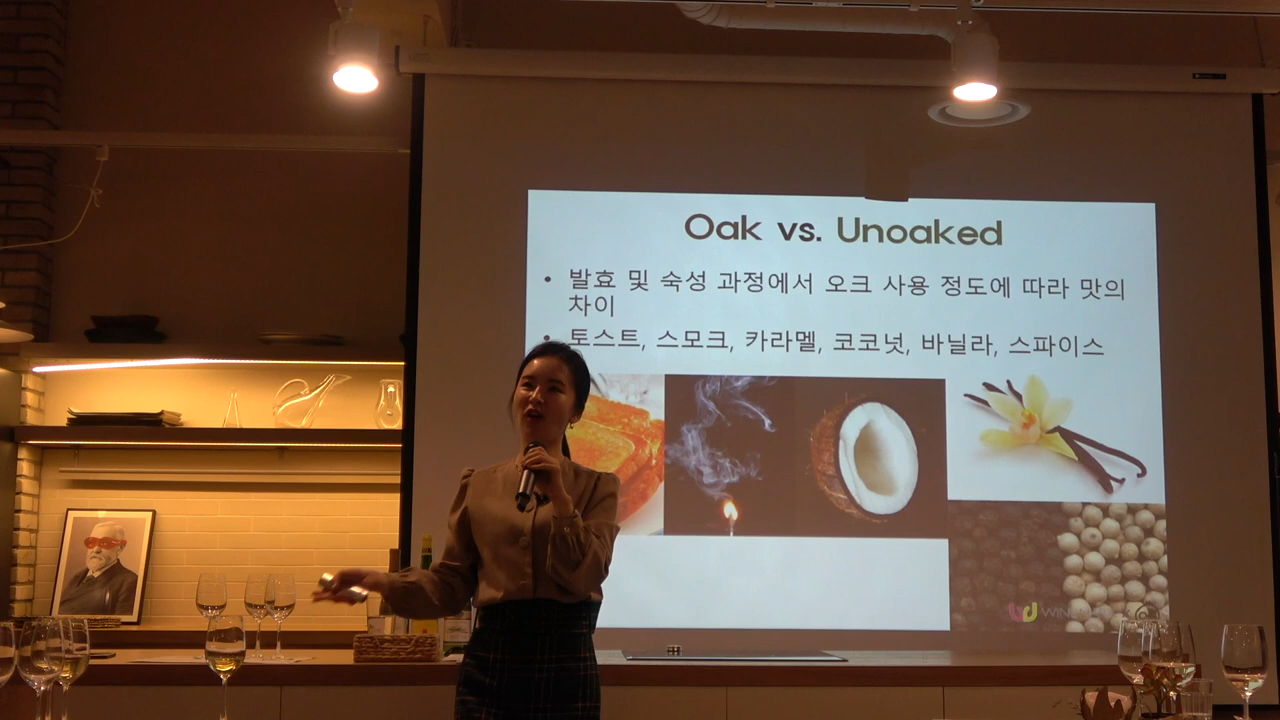 Oak vs. Unoaked
• 발효 및 숙성 과정에서 오크 사용 정도에 따라 맛의
차이
• 토스트, 스모크, 카라멜, 코코넛, 바닐라, 스파이스